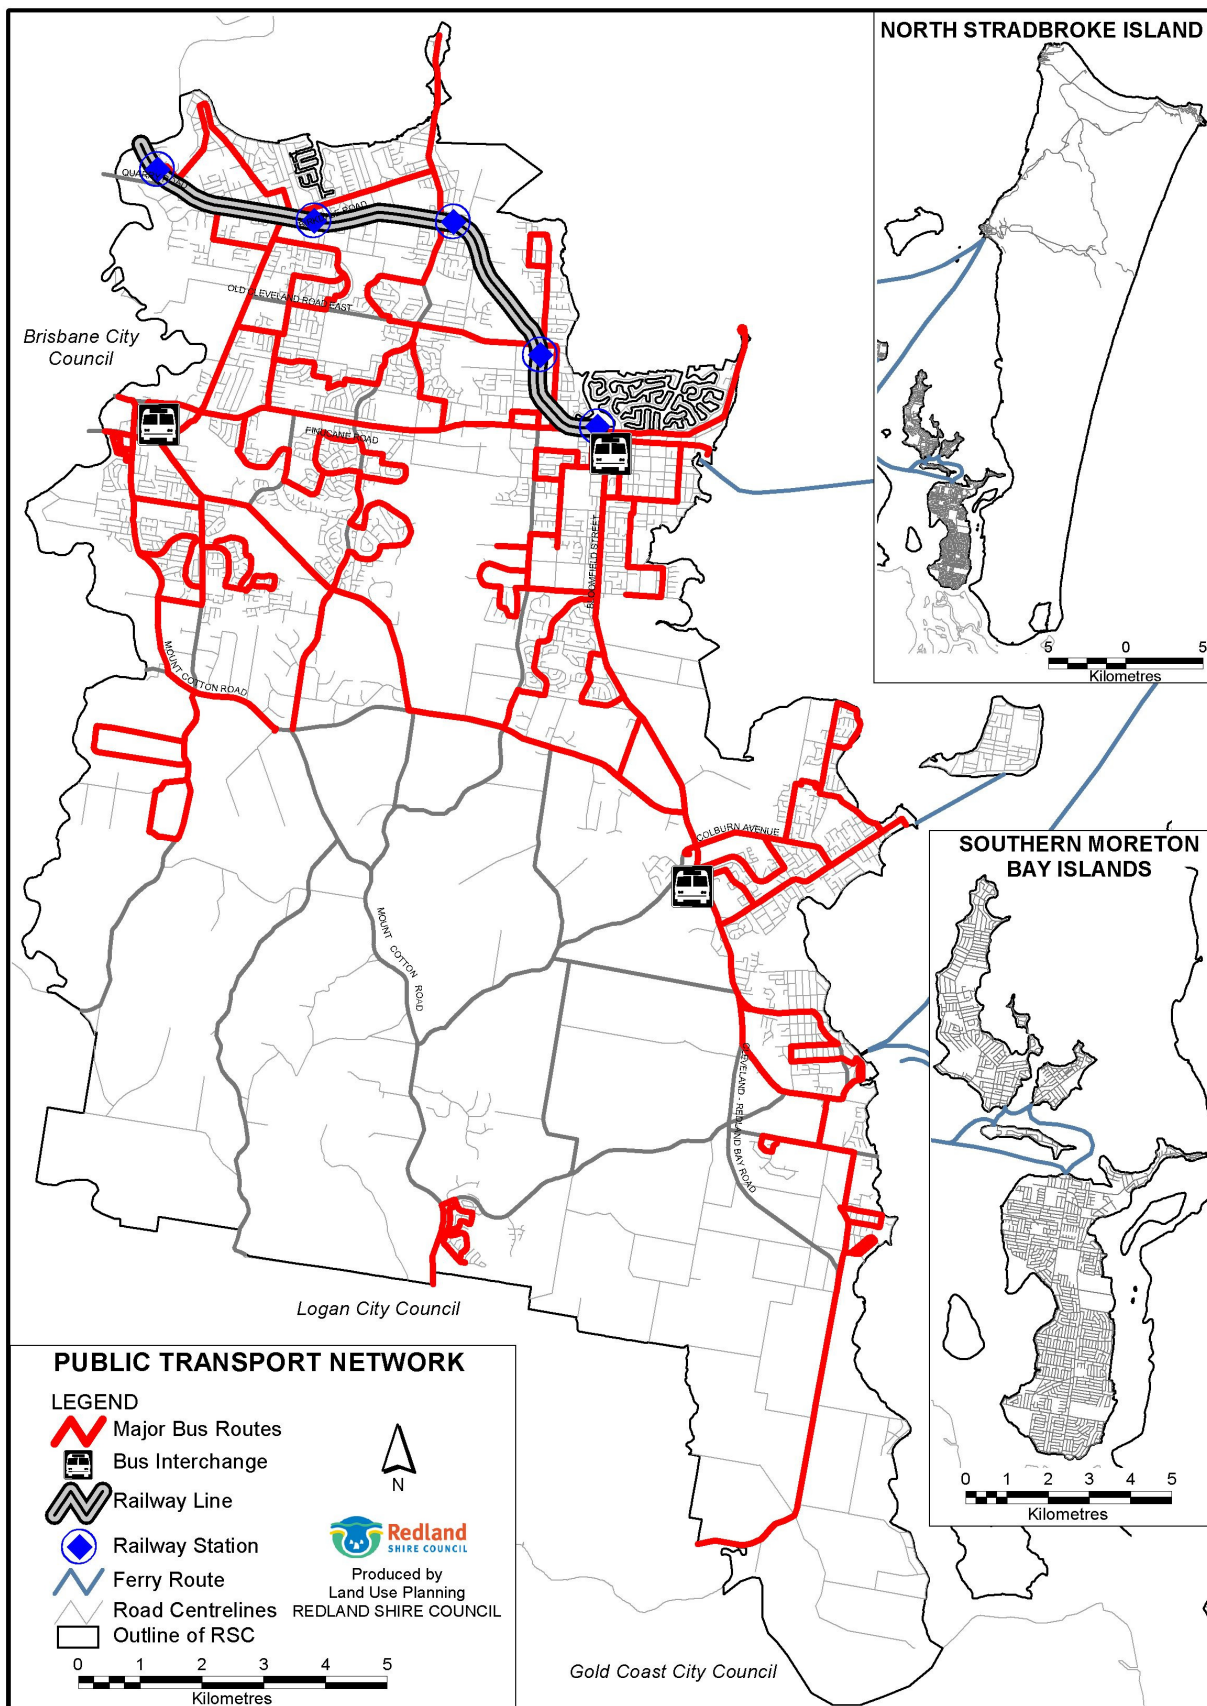 NORTH STRADBROKE ISLAND
5 0 5
Kilometres
QUARRY ROAD
ROAD
OLD CLEVELAND ROAD EAST
Brisbane City
Council
FINUCANE ROAD
BLOOMFIELD STREET
MOUNT COTTON ROAD
COLBURN AVENUE
MOUNT COTTON ROAD
CLEVELAND - REDLAND BAY ROAD
SOUTHERN MORETON
BAY ISLANDS
0 1 2 3 4 5
Kilometres
Logan City Council
Gold Coast City Council
PUBLIC TRANSPORT NETWORK
LEGEND
Major Bus Routes
Bus Interchange
Railway Line
Railway Station
Ferry Route
Road Centrelines
Outline of RSC
N
Redland
SHIRE COUNCIL
Produced by
Land Use Planning
REDLAND SHIRE COUNCIL
0 1 2 3 4 5
Kilometres